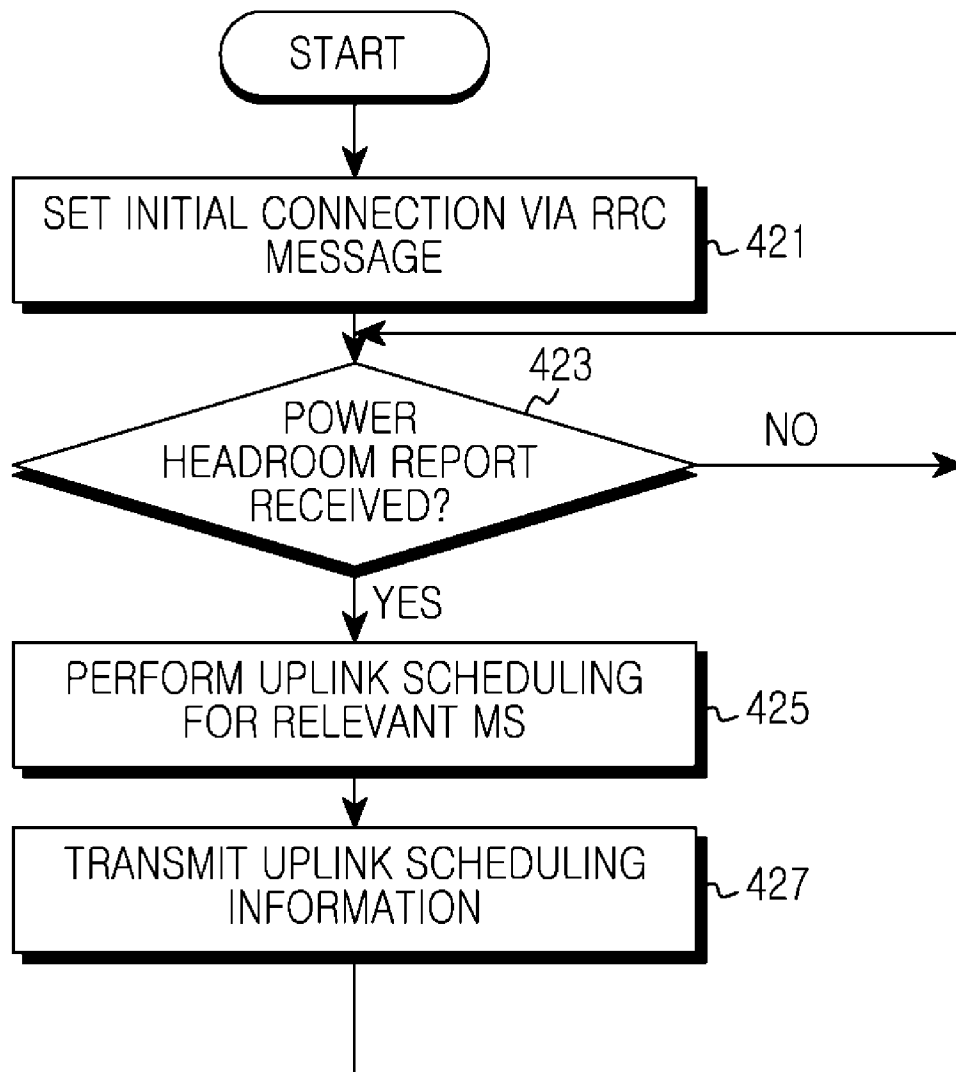 START
SET INITIAL CONNECTION VIA RRC
MESSAGE
421
423
POWER
HEADROOM REPORT
RECEIVED?
NO
YES
PERFORM UPLINK SCHEDULING
FOR RELEVANT MS
425
TRANSMIT UPLINK SCHEDULING
INFORMATION
427